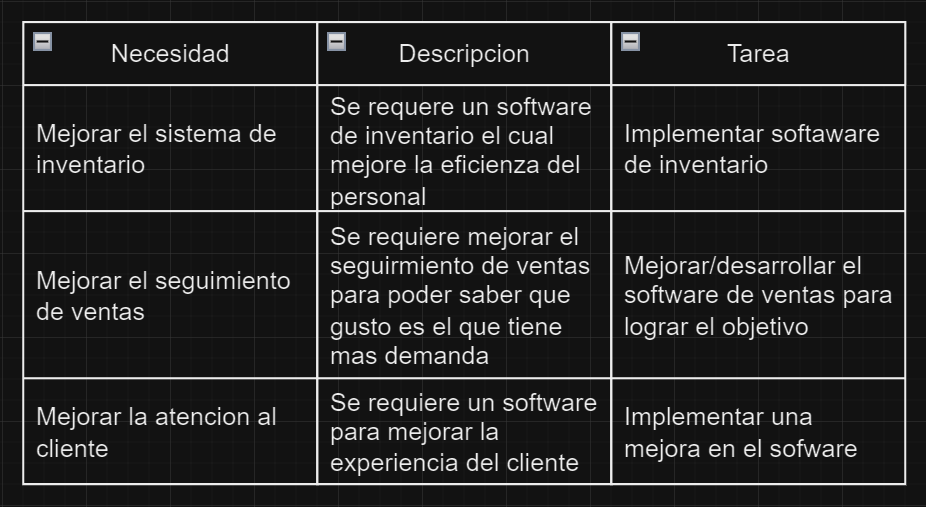 Necesidad
Descripcion
Tarea
Mejorar el sistema de
inventario
Se requere un software
de inventario el cual
mejore la eficienza del
personal
Implementar softaware
de inventario
Mejorar el seguimiento
de ventas
Se requiere mejorar el
seguirmiento de ventas
para poder saber que
gusto es el que tiene
mas demanda
Mejorar/desarrollar el
software de ventas para
lograr el objetivo
Mejorar la atencion al
cliente
Se requiere un software
para mejorar la
experiencia del cliente
Implementar una
mejora en el sofware